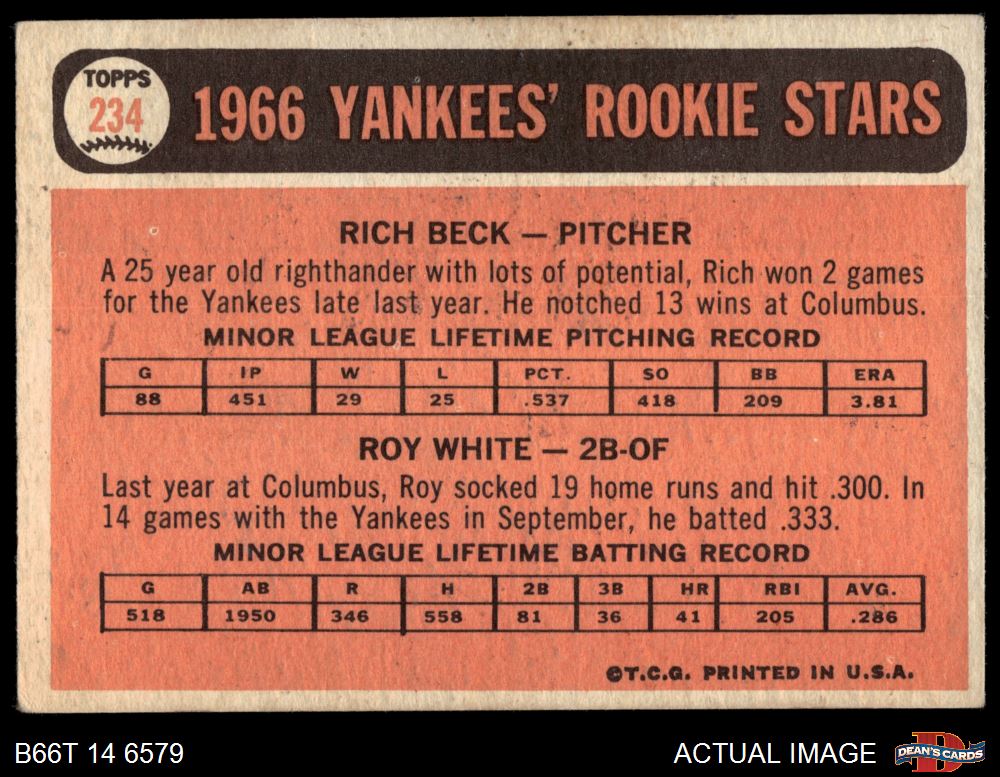 TOPPS
234
1966 YANKEES' ROOKIE STARS
RICH BECK — PITCHER
A 25 year old righthander with lots of potential, Rich won 2 games
for the Yankees late last year. He notched 13 wins at Columbus.
MINOR LEAGUE LIFETIME PITCHING RECORD
G IP W L PCT. SO BB ERA
88 451 29 25 .537 418 209 3.81
ROY WHITE — 2B-OF
Last year at Columbus, Roy socked 19 home runs and hit .300. In
14 games with the Yankees in September, he batted .333.
MINOR LEAGUE LIFETIME BATTING RECORD
G AB R H 2B 3B HR RBI AVG.
518 1950 346 558 81 36 41 205 .286
©T.C.G. PRINTED IN U.S.A.
B66T 14 6579
ACTUAL IMAGE
D
DEAN'S CARDS